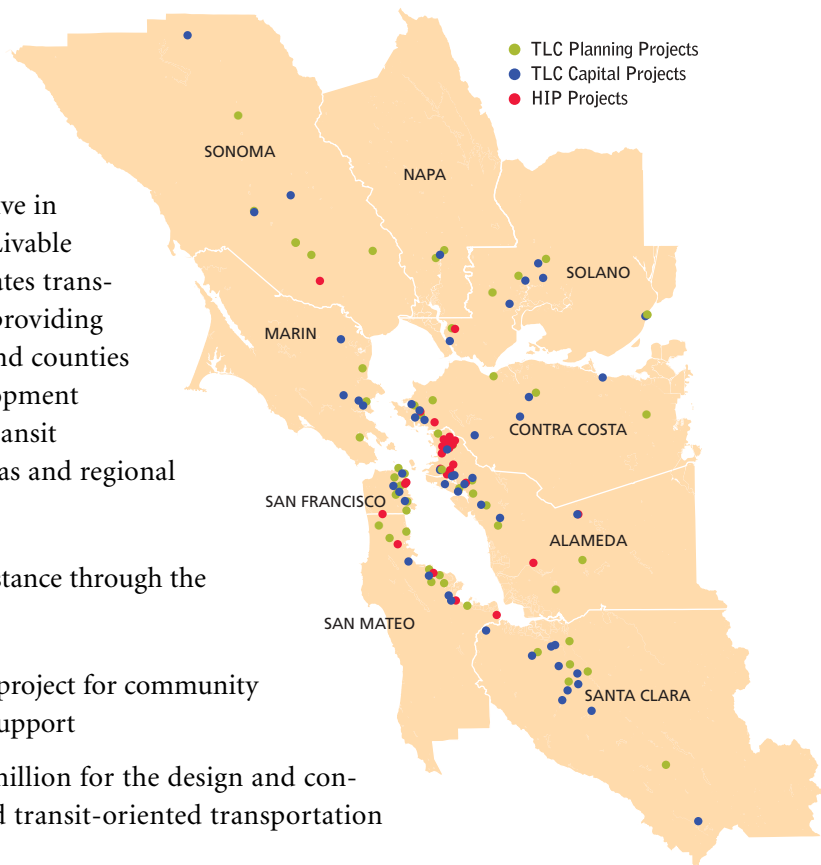 TLC Planning Projects
TLC Capital Projects
HIP Projects
SONOMA
NAPA
SOLANO
MARIN
CONTRA COSTA
SAN FRANCISCO
ALAMEDA
SAN MATEO
SANTA CLARA
ve in
Livable
ates trans-
providing
nd counties
opment
ansit
as and regional
stance through the
project for community
support
million for the design and con-
d transit-oriented transportation